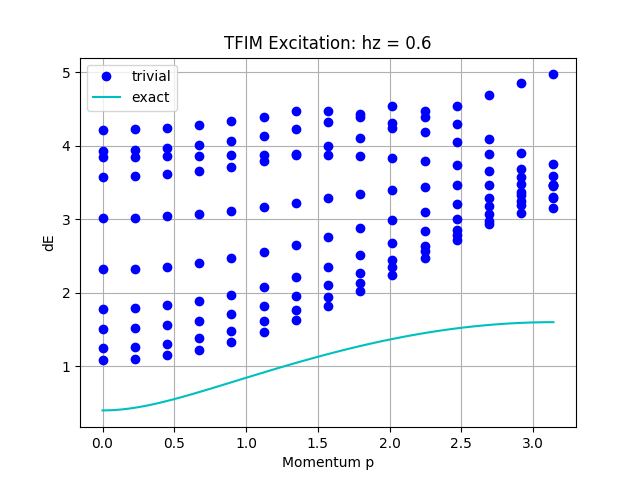 TFIM Excitation: hz = 0.6
trivial
exact
5
4
3
2
1
dE
0.0 0.5 1.0 1.5 2.0 2.5 3.0
Momentum p